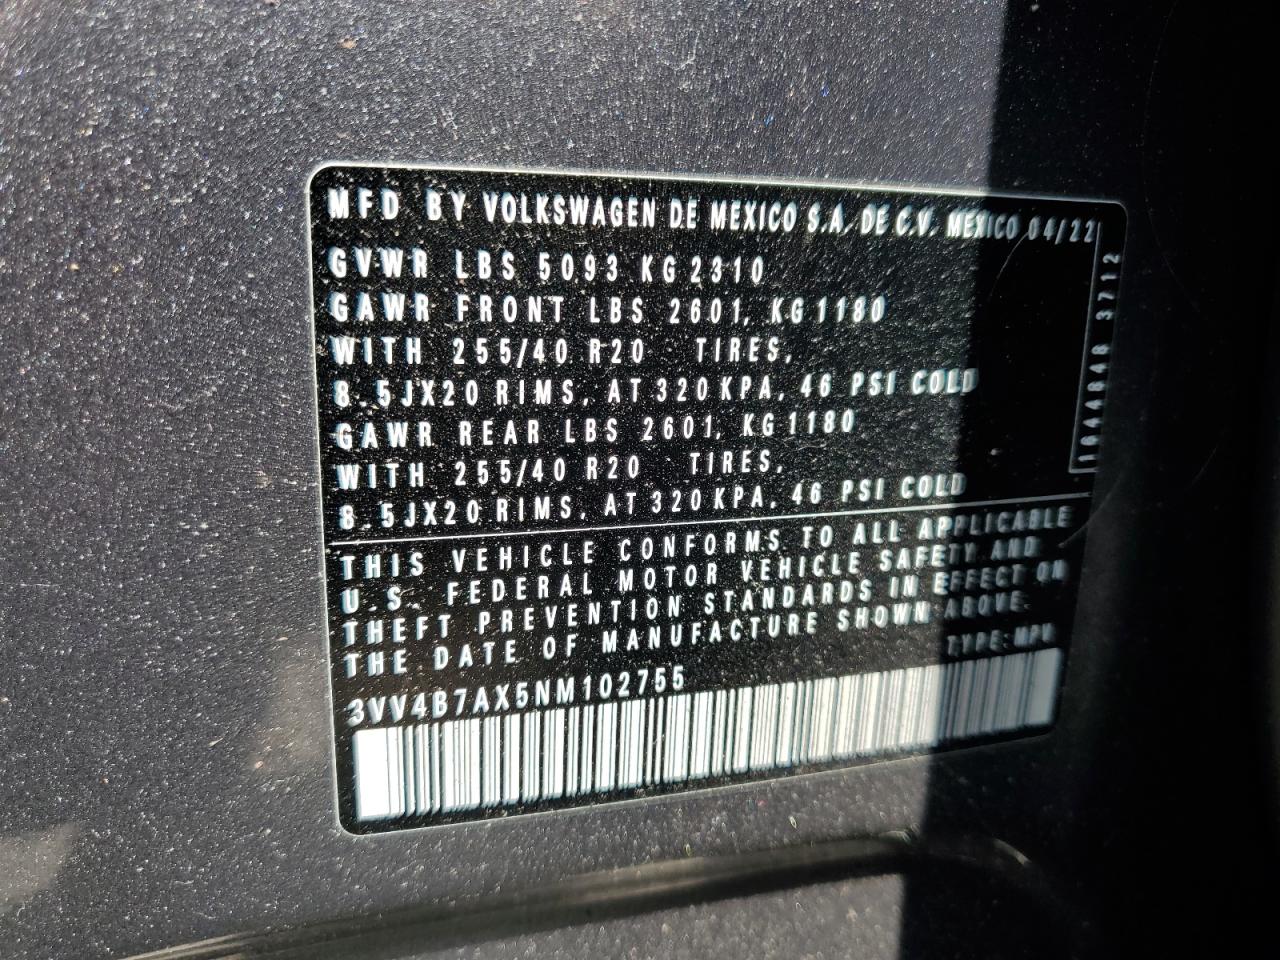 MFD BY VOLKSWAGEN DE MEXICO S.A. DE C.V. MEXICO 04/22
GVWR LBS 5093 KG 2310
GAWR FRONT LBS 2601, KG 1180
WITH 255/40 R20 TIRES,
8.5JX20 RIMS, AT 320 KPA, 46 PSI COLD
GAWR REAR LBS 2601, KG 1180
WITH 255/40 R20 TIRES,
8.5JX20 RIMS, AT 320 KPA, 46 PSI COLD
THIS VEHICLE CONFORMS TO ALL APPLICABLE
U.S. FEDERAL MOTOR VEHICLE SAFETY AND
THEFT PREVENTION STANDARDS IN EFFECT ON
THE DATE OF MANUFACTURE SHOWN ABOVE.
TYPE: MPV
3VV4B7AX5NM102755
3712